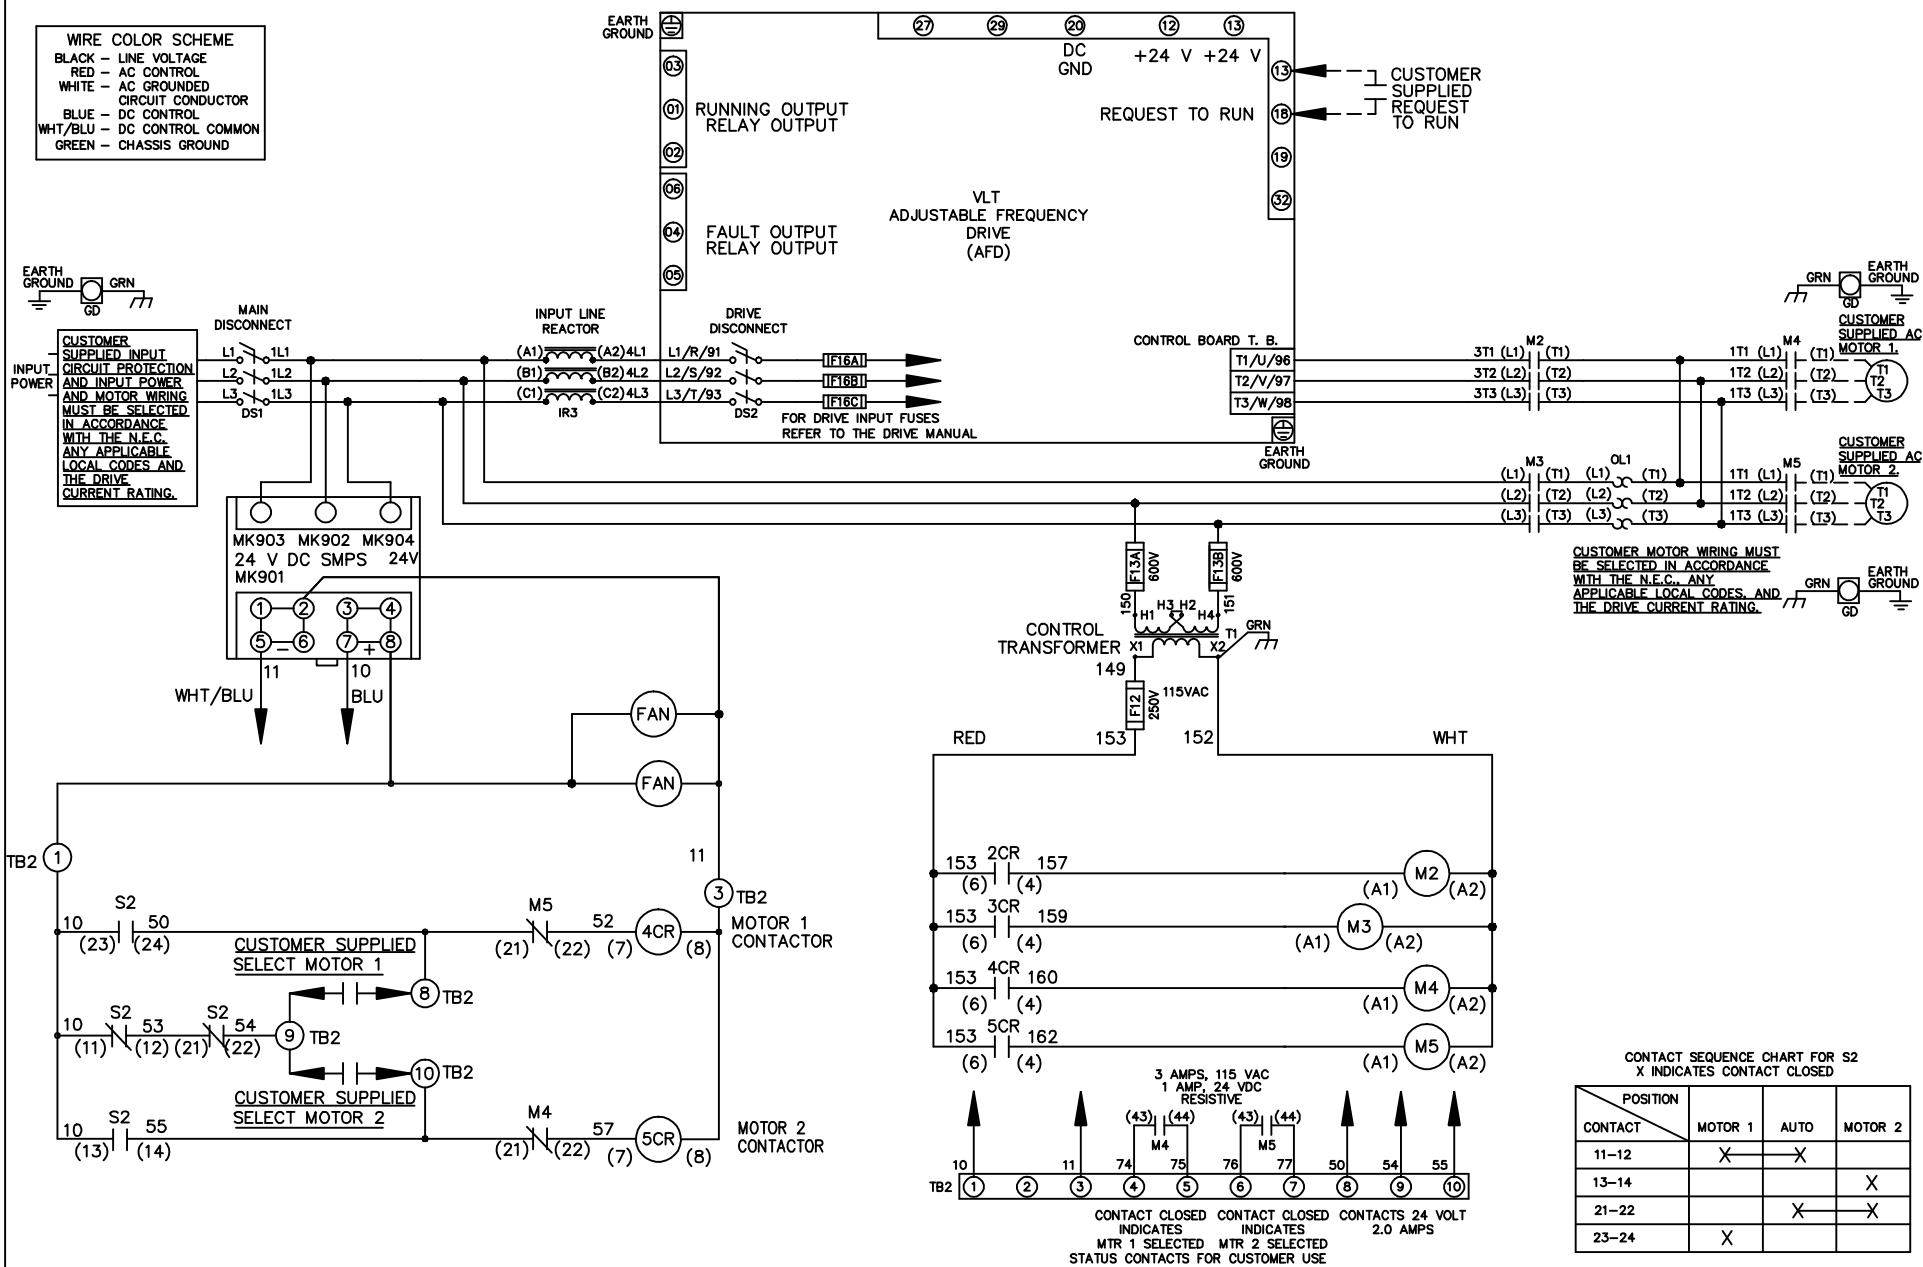 WIRE COLOR SCHEME
BLACK – LINE VOLTAGE
RED – AC CONTROL
WHITE – AC GROUNDED
CIRCUIT CONDUCTOR
BLUE – DC CONTROL
WHT/BLU – DC CONTROL COMMON
GREEN – CHASSIS GROUND
EARTH
GROUND
03
01
02
RUNNING OUTPUT
RELAY OUTPUT
06
04
05
FAULT OUTPUT
RELAY OUTPUT
27
29
20
12
13
DC
GND
+24 V
+24 V
13
18
19
32
REQUEST TO RUN
CUSTOMER
SUPPLIED
REQUEST
TO RUN
VLT
ADJUSTABLE FREQUENCY
DRIVE
(AFD)
EARTH
GROUND
GRN
GD
INPUT
POWER
CUSTOMER
SUPPLIED INPUT
CIRCUIT PROTECTION
AND INPUT POWER
AND MOTOR WIRING
MUST BE SELECTED
IN ACCORDANCE
WITH THE N.E.C.
ANY APPLICABLE
LOCAL CODES AND
THE DRIVE
CURRENT RATING.
MAIN
DISCONNECT
L1 1L1
L2 1L2
L3 1L3
DS1
INPUT LINE
REACTOR
(A1) (A2) 4L1
(B1) (B2) 4L2
(C1) (C2) 4L3
IR3
DRIVE
DISCONNECT
L1/R/91
L2/S/92
L3/T/93
DS2
F16A
F16B
F16C
FOR DRIVE INPUT FUSES
REFER TO THE DRIVE MANUAL
CONTROL BOARD T. B.
T1/U/96
T2/V/97
T3/W/98
EARTH
GROUND
M2
3T1 (L1) (T1)
3T2 (L2) (T2)
3T3 (L3) (T3)
M4
1T1 (L1) (T1)
1T2 (L2) (T2)
1T3 (L3) (T3)
GRN
GD
EARTH
GROUND
CUSTOMER
SUPPLIED AC
MOTOR 1.
T1
T2
T3
M3
(L1) (T1)
(L2) (T2)
(L3) (T3)
OL1
(L1) (T1)
(L2) (T2)
(L3) (T3)
M5
1T1 (L1) (T1)
1T2 (L2) (T2)
1T3 (L3) (T3)
CUSTOMER
SUPPLIED AC
MOTOR 2.
T1
T2
T3
CUSTOMER MOTOR WIRING MUST
BE SELECTED IN ACCORDANCE
WITH THE N.E.C., ANY
APPLICABLE LOCAL CODES, AND
THE DRIVE CURRENT RATING.
GRN
GD
EARTH
GROUND
MK903 MK902 MK904
24 V DC SMPS 24V
MK901
1 2 3 4
5 – 6 7 + 8
11
10
WHT/BLU
BLU
FAN
FAN
F13A
600V
F13B
600V
150
151
H1 H3 H2 H4
CONTROL
TRANSFORMER
X1
X2
T1
GRN
149
F12
250V
115VAC
153
152
RED
WHT
TB2 1
11
3 TB2
S2
10 50
(23) (24)
M5
(21) (22)
52
(7) 4CR (8)
MOTOR 1
CONTACTOR
CUSTOMER SUPPLIED
SELECT MOTOR 1
8 TB2
10
S2
53
(11) (12)
S2
54
(21) (22)
9 TB2
10 TB2
CUSTOMER SUPPLIED
SELECT MOTOR 2
S2
10 55
(13) (14)
M4
(21) (22)
57
(7) 5CR (8)
MOTOR 2
CONTACTOR
2CR
153 157
(6) (4)
(A1) M2 (A2)
3CR
153 159
(6) (4)
(A1) M3 (A2)
4CR
153 160
(6) (4)
(A1) M4 (A2)
5CR
153 162
(6) (4)
(A1) M5 (A2)
3 AMPS, 115 VAC
1 AMP, 24 VDC
RESISTIVE
(43) (44)
M4
(43) (44)
M5
10 11 74 75 76 77 50 54 55
TB2 1 2 3 4 5 6 7 8 9 10
CONTACT CLOSED
INDICATES
MTR 1 SELECTED
CONTACT CLOSED
INDICATES
MTR 2 SELECTED
STATUS CONTACTS FOR CUSTOMER USE
CONTACTS 24 VOLT
2.0 AMPS
CONTACT SEQUENCE CHART FOR S2
X INDICATES CONTACT CLOSED
POSITION
CONTACT MOTOR 1 AUTO MOTOR 2
11–12 X X
13–14 X
21–22 X X
23–24 X